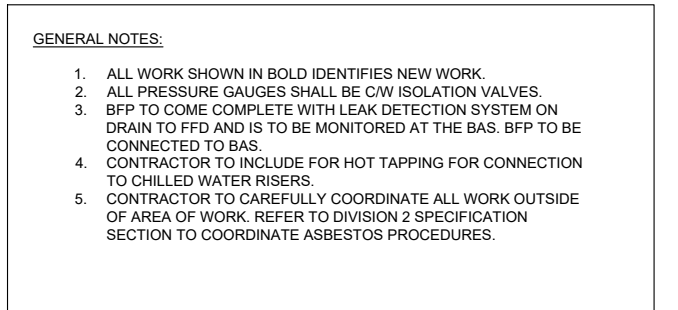 GENERAL NOTES:
1. ALL WORK SHOWN IN BOLD IDENTIFIES NEW WORK.
2. ALL PRESSURE GAUGES SHALL BE C/W ISOLATION VALVES.
3. BFP TO COME COMPLETE WITH LEAK DETECTION SYSTEM ON
DRAIN TO FFD AND IS TO BE MONITORED AT THE BAS. BFP TO BE
CONNECTED TO BAS.
4. CONTRACTOR TO INCLUDE FOR HOT TAPPING FOR CONNECTION
TO CHILLED WATER RISERS.
5. CONTRACTOR TO CAREFULLY COORDINATE ALL WORK OUTSIDE
OF AREA OF WORK. REFER TO DIVISION 2 SPECIFICATION
SECTION TO COORDINATE ASBESTOS PROCEDURES.